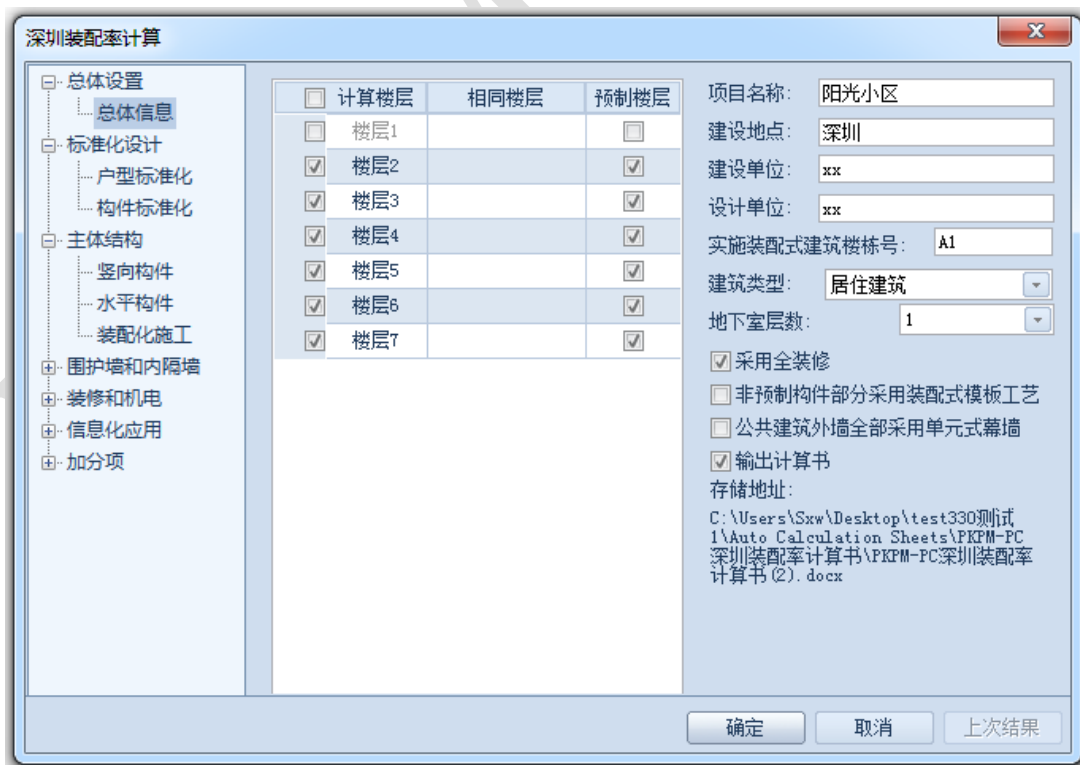 深圳装配率计算
总体设置
总体信息
标准化设计
户型标准化
构件标准化
主体结构
竖向构件
水平构件
装配化施工
围护墙和内隔墙
装修和机电
信息化应用
加分项
计算楼层 相同楼层 预制楼层
楼层1
楼层2
楼层3
楼层4
楼层5
楼层6
楼层7
项目名称: 阳光小区
建设地点: 深圳
建设单位: xx
设计单位: xx
实施装配式建筑楼栋号: A1
建筑类型: 居住建筑
地下室层数: 1
采用全装修
非预制构件部分采用装配式模板工艺
公共建筑外墙全部采用单元式幕墙
输出计算书
存储地址:
C:\Users\Sxw\Desktop\test330测试
1\Auto Calculation Sheets\PKPM-PC
深圳装配率计算书\PKPM-PC深圳装配率
计算书(2).docx
确定 取消 上次结果